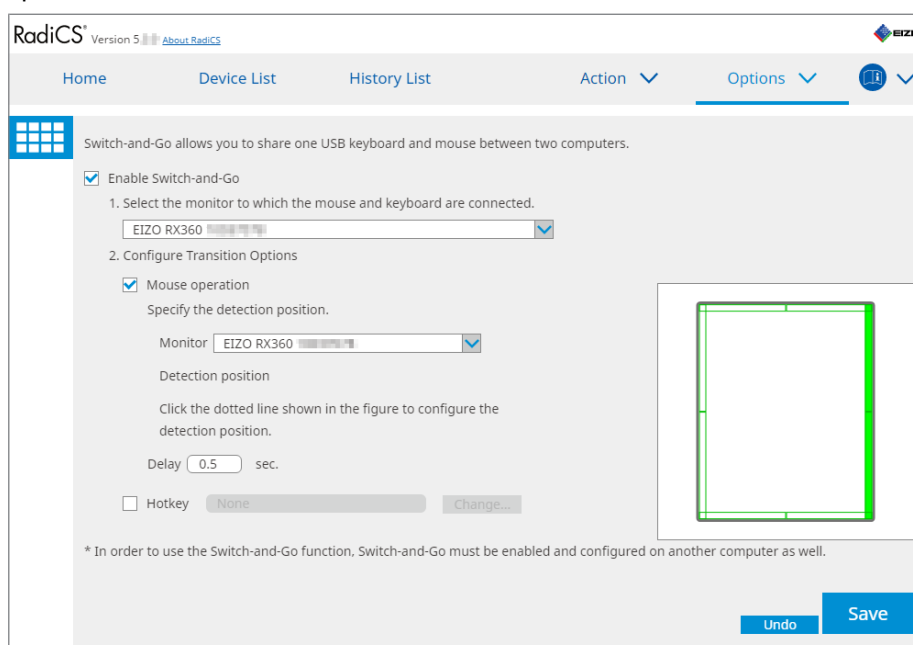 RadiCS® Version 5. About RadiCS
EIZ
Home Device List History List Action Options
Switch-and-Go allows you to share one USB keyboard and mouse between two computers.
Enable Switch-and-Go
1. Select the monitor to which the mouse and keyboard are connected.
EIZO RX360
2. Configure Transition Options
Mouse operation
Specify the detection position.
Monitor EIZO RX360
Detection position
Click the dotted line shown in the figure to configure the
detection position.
Delay 0.5 sec.
Hotkey None Change...
* In order to use the Switch-and-Go function, Switch-and-Go must be enabled and configured on another computer as well.
Save
Undo